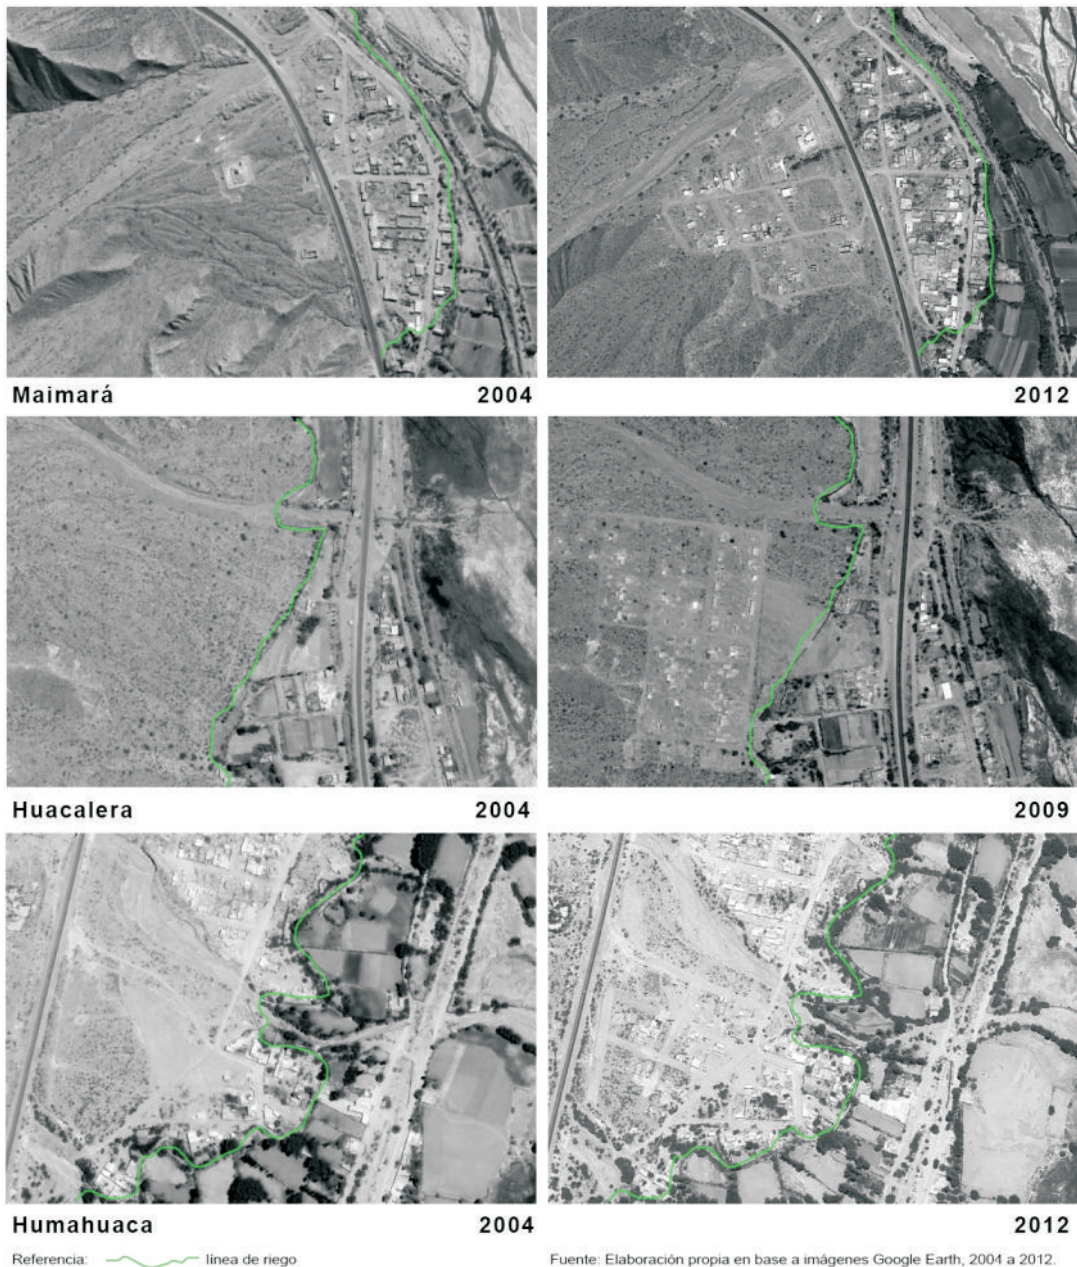 Maimará 2004 2012
Huacalera 2004 2009
Humahuaca 2004 2012
Referencia: línea de riego Fuente: Elaboración propia en base a imágenes Google Earth, 2004 a 2012.